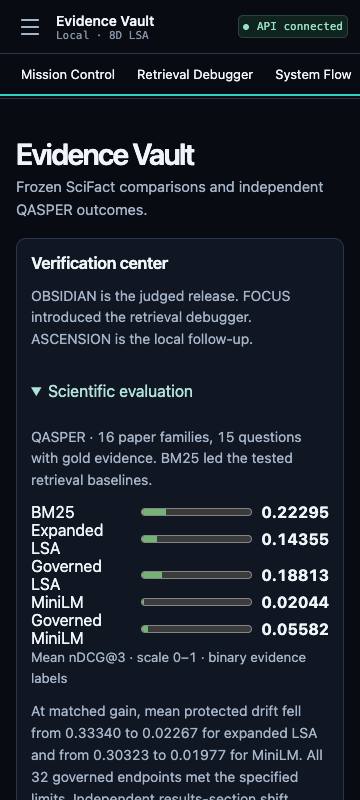 Evidence Vault
Local · 8D LSA
API connected
Mission Control Retrieval Debugger System Flow
Evidence Vault
Frozen SciFact comparisons and independent
QASPER outcomes.
Verification center
OBSIDIAN is the judged release. FOCUS
introduced the retrieval debugger.
ASCENSION is the local follow-up.
▼ Scientific evaluation
QASPER · 16 paper families, 15 questions
with gold evidence. BM25 led the tested
retrieval baselines.
BM25 0.22295
Expanded
LSA 0.14355
Governed
LSA 0.18813
MiniLM 0.02044
Governed
MiniLM 0.05582
Mean nDCG@3 · scale 0–1 · binary evidence
labels
At matched gain, mean protected drift fell
from 0.33340 to 0.02267 for expanded LSA
and from 0.30323 to 0.01977 for MiniLM. All
32 governed endpoints met the specified
limits. Independent results-section shift